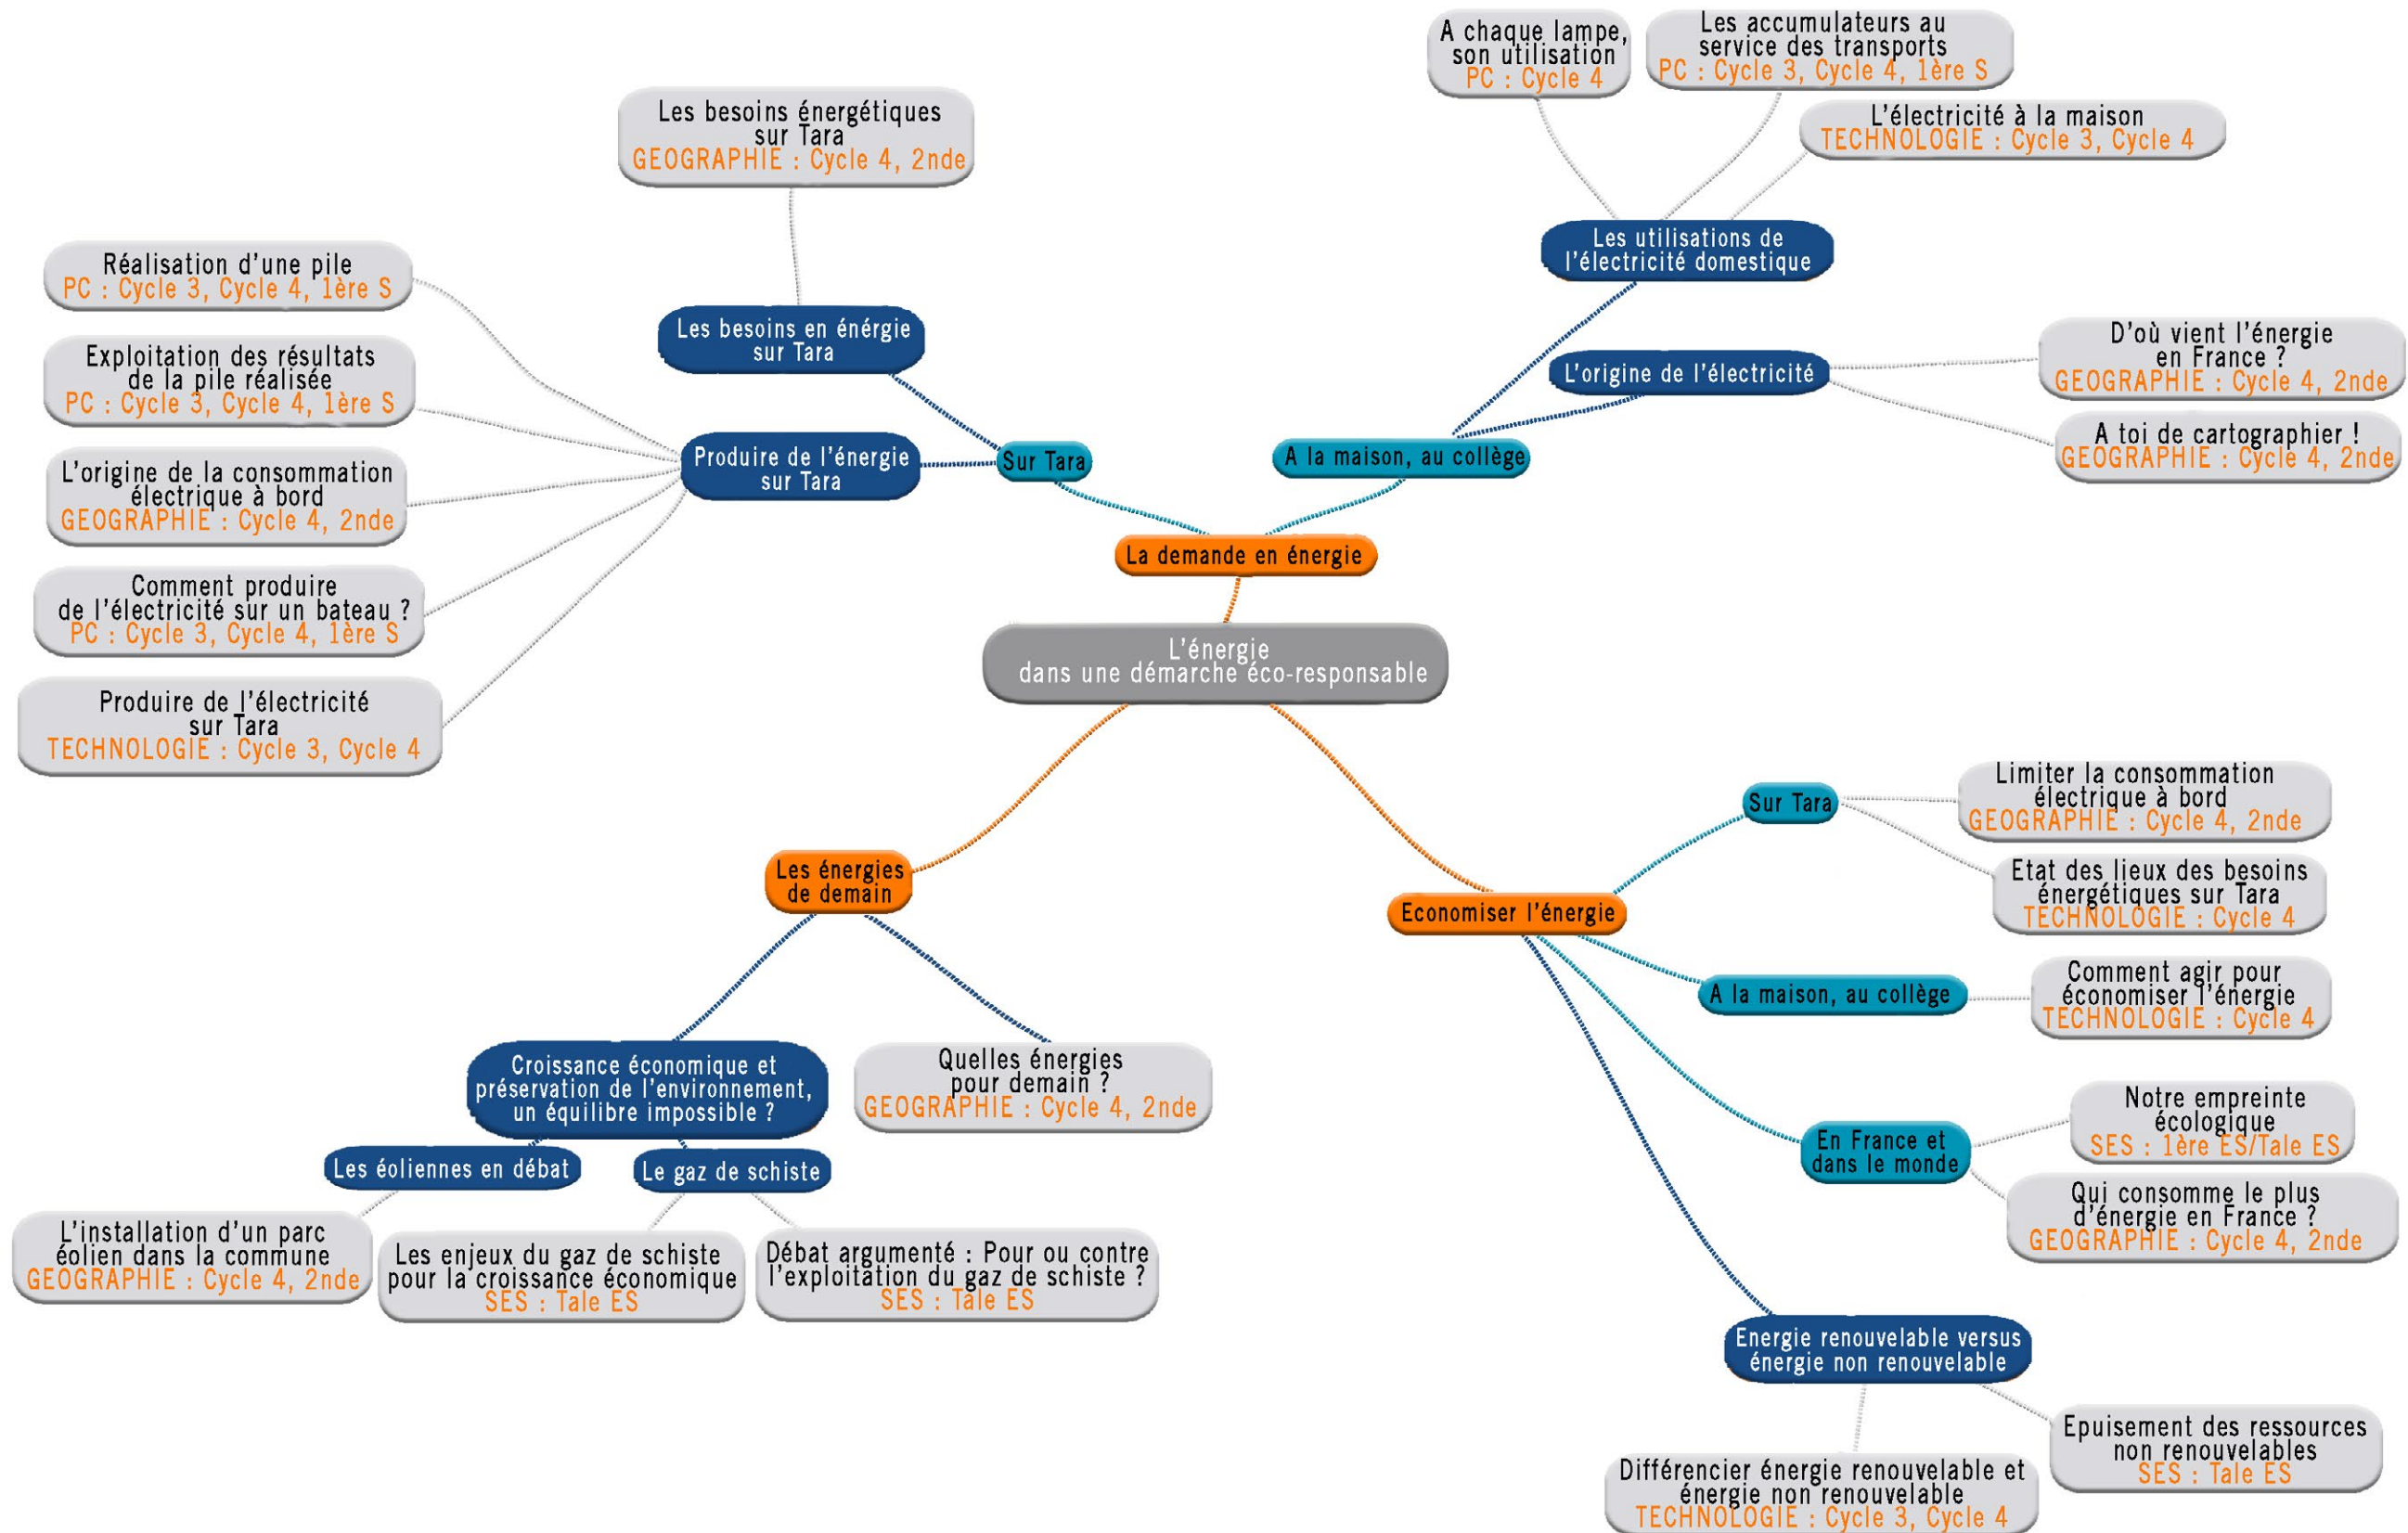 A chaque lampe,
son utilisation
PC : Cycle 4
Les accumulateurs au
service des transports
PC : Cycle 3, Cycle 4, 1ère S
L'électricité à la maison
TECHNOLOGIE : Cycle 3, Cycle 4
Les utilisations de
l'électricité domestique
L'origine de l'électricité
D'où vient l'énergie
en France ?
GEOGRAPHIE : Cycle 4, 2nde
A toi de cartographier !
GEOGRAPHIE : Cycle 4, 2nde
A la maison, au collège
Les besoins énergétiques
sur Tara
GEOGRAPHIE : Cycle 4, 2nde
Les besoins en énérgie
sur Tara
Réalisation d'une pile
PC : Cycle 3, Cycle 4, 1ère S
Exploitation des résultats
de la pile réalisée
PC : Cycle 3, Cycle 4, 1ère S
L'origine de la consommation
électrique à bord
GEOGRAPHIE : Cycle 4, 2nde
Comment produire
de l'électricité sur un bateau ?
PC : Cycle 3, Cycle 4, 1ère S
Produire de l'électricité
sur Tara
TECHNOLOGIE : Cycle 3, Cycle 4
Produire de l'énergie
sur Tara
Sur Tara
La demande en énergie
L'énergie
dans une démarche éco-responsable
Les énergies
de demain
Croissance économique et
préservation de l'environnement,
un équilibre impossible ?
Quelles énergies
pour demain ?
GEOGRAPHIE : Cycle 4, 2nde
Les éoliennes en débat
Le gaz de schiste
L'installation d'un parc
éolien dans la commune
GEOGRAPHIE : Cycle 4, 2nde
Les enjeux du gaz de schiste
pour la croissance économique
SES : Tale ES
Débat argumenté : Pour ou contre
l'exploitation du gaz de schiste ?
SES : Tale ES
Economiser l'énergie
Sur Tara
Limiter la consommation
électrique à bord
GEOGRAPHIE : Cycle 4, 2nde
Etat des lieux des besoins
énergétiques sur Tara
TECHNOLOGIE : Cycle 4
A la maison, au collège
Comment agir pour
économiser l'énergie
TECHNOLOGIE : Cycle 4
En France et
dans le monde
Notre empreinte
écologique
SES : 1ère ES/Tale ES
Qui consomme le plus
d'énergie en France ?
GEOGRAPHIE : Cycle 4, 2nde
Energie renouvelable versus
énergie non renouvelable
Epuisement des ressources
non renouvelables
SES : Tale ES
Différencier énergie renouvelable et
énergie non renouvelable
TECHNOLOGIE : Cycle 3, Cycle 4